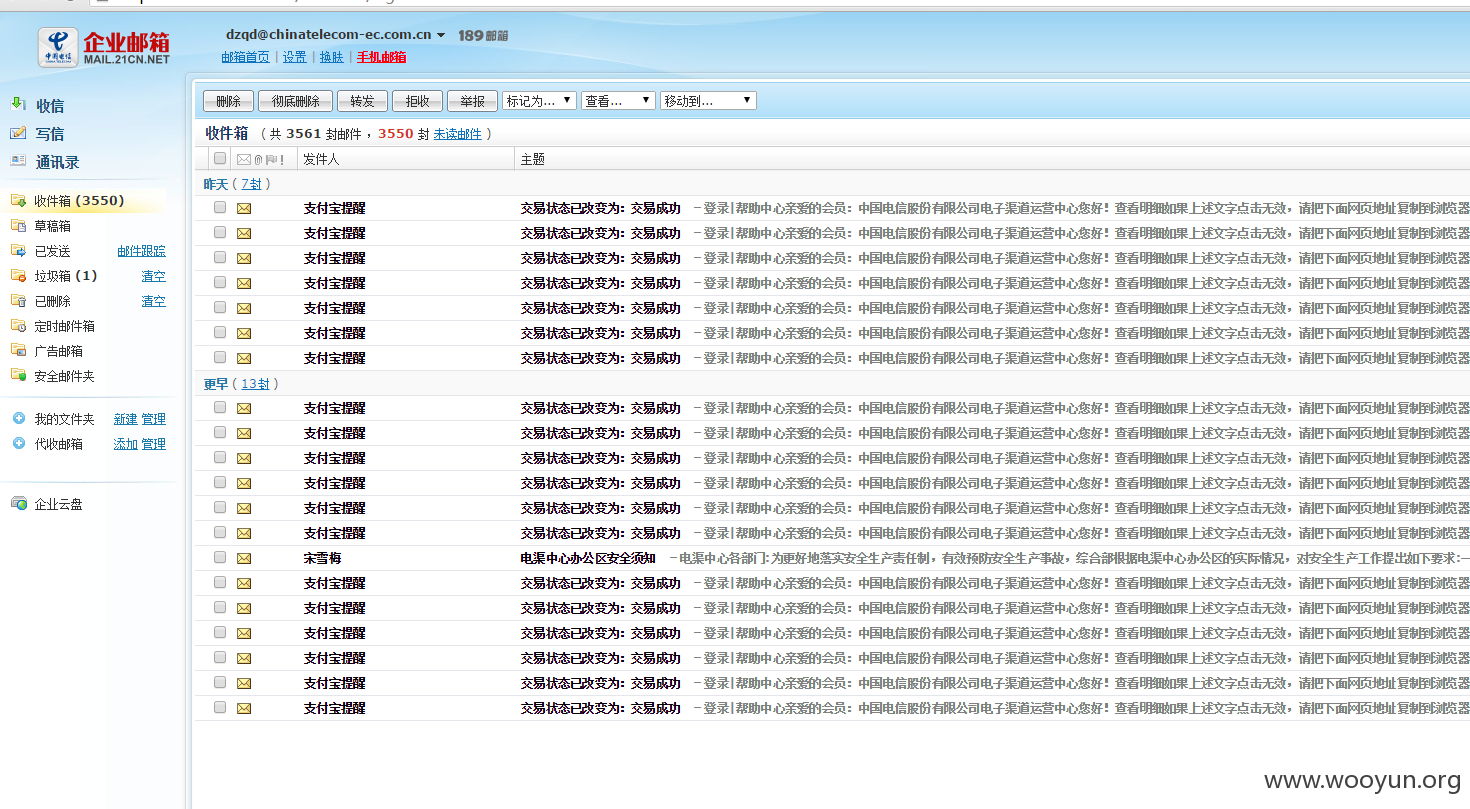 中国电信
企业邮箱
MAIL.21CN.NET
dzqd@chinatelecom-ec.com.cn 189邮箱
邮箱首页 | 设置 | 换肤 | 手机邮箱
收信
写信
通讯录
收件箱 (3550)
草稿箱
已发送 邮件跟踪
垃圾箱 (1) 清空
已删除 清空
定时邮件箱
广告邮箱
安全邮件夹
我的文件夹 新建 管理
代收邮箱 添加 管理
企业云盘
删除 彻底删除 转发 拒收 举报 标记为... 查看... 移动到...
收件箱 ( 共 3561 封邮件 ，3550 封 未读邮件 )
发件人 主题
昨天 ( 7封 )
支付宝提醒 交易状态已改变为：交易成功 - 登录|帮助中心亲爱的会员：中国电信股份有限公司电子渠道运营中心您好！查看明细如果上述文字点击无效，请把下面网页地址复制到浏览器
支付宝提醒 交易状态已改变为：交易成功 - 登录|帮助中心亲爱的会员：中国电信股份有限公司电子渠道运营中心您好！查看明细如果上述文字点击无效，请把下面网页地址复制到浏览器
支付宝提醒 交易状态已改变为：交易成功 - 登录|帮助中心亲爱的会员：中国电信股份有限公司电子渠道运营中心您好！查看明细如果上述文字点击无效，请把下面网页地址复制到浏览器
支付宝提醒 交易状态已改变为：交易成功 - 登录|帮助中心亲爱的会员：中国电信股份有限公司电子渠道运营中心您好！查看明细如果上述文字点击无效，请把下面网页地址复制到浏览器
支付宝提醒 交易状态已改变为：交易成功 - 登录|帮助中心亲爱的会员：中国电信股份有限公司电子渠道运营中心您好！查看明细如果上述文字点击无效，请把下面网页地址复制到浏览器
支付宝提醒 交易状态已改变为：交易成功 - 登录|帮助中心亲爱的会员：中国电信股份有限公司电子渠道运营中心您好！查看明细如果上述文字点击无效，请把下面网页地址复制到浏览器
支付宝提醒 交易状态已改变为：交易成功 - 登录|帮助中心亲爱的会员：中国电信股份有限公司电子渠道运营中心您好！查看明细如果上述文字点击无效，请把下面网页地址复制到浏览器
更早 ( 13封 )
支付宝提醒 交易状态已改变为：交易成功 - 登录|帮助中心亲爱的会员：中国电信股份有限公司电子渠道运营中心您好！查看明细如果上述文字点击无效，请把下面网页地址复制到浏览器
支付宝提醒 交易状态已改变为：交易成功 - 登录|帮助中心亲爱的会员：中国电信股份有限公司电子渠道运营中心您好！查看明细如果上述文字点击无效，请把下面网页地址复制到浏览器
支付宝提醒 交易状态已改变为：交易成功 - 登录|帮助中心亲爱的会员：中国电信股份有限公司电子渠道运营中心您好！查看明细如果上述文字点击无效，请把下面网页地址复制到浏览器
支付宝提醒 交易状态已改变为：交易成功 - 登录|帮助中心亲爱的会员：中国电信股份有限公司电子渠道运营中心您好！查看明细如果上述文字点击无效，请把下面网页地址复制到浏览器
支付宝提醒 交易状态已改变为：交易成功 - 登录|帮助中心亲爱的会员：中国电信股份有限公司电子渠道运营中心您好！查看明细如果上述文字点击无效，请把下面网页地址复制到浏览器
支付宝提醒 交易状态已改变为：交易成功 - 登录|帮助中心亲爱的会员：中国电信股份有限公司电子渠道运营中心您好！查看明细如果上述文字点击无效，请把下面网页地址复制到浏览器
宋雪梅 电渠中心办公区安全须知 - 电渠中心各部门:为更好地落实安全生产责任制，有效预防安全生产事故，综合部根据电渠中心办公区的实际情况，对安全生产工作提出如下要求:一
支付宝提醒 交易状态已改变为：交易成功 - 登录|帮助中心亲爱的会员：中国电信股份有限公司电子渠道运营中心您好！查看明细如果上述文字点击无效，请把下面网页地址复制到浏览器
支付宝提醒 交易状态已改变为：交易成功 - 登录|帮助中心亲爱的会员：中国电信股份有限公司电子渠道运营中心您好！查看明细如果上述文字点击无效，请把下面网页地址复制到浏览器
支付宝提醒 交易状态已改变为：交易成功 - 登录|帮助中心亲爱的会员：中国电信股份有限公司电子渠道运营中心您好！查看明细如果上述文字点击无效，请把下面网页地址复制到浏览器
支付宝提醒 交易状态已改变为：交易成功 - 登录|帮助中心亲爱的会员：中国电信股份有限公司电子渠道运营中心您好！查看明细如果上述文字点击无效，请把下面网页地址复制到浏览器
支付宝提醒 交易状态已改变为：交易成功 - 登录|帮助中心亲爱的会员：中国电信股份有限公司电子渠道运营中心您好！查看明细如果上述文字点击无效，请把下面网页地址复制到浏览器
支付宝提醒 交易状态已改变为：交易成功 - 登录|帮助中心亲爱的会员：中国电信股份有限公司电子渠道运营中心您好！查看明细如果上述文字点击无效，请把下面网页地址复制到浏览器
www.wooyun.org